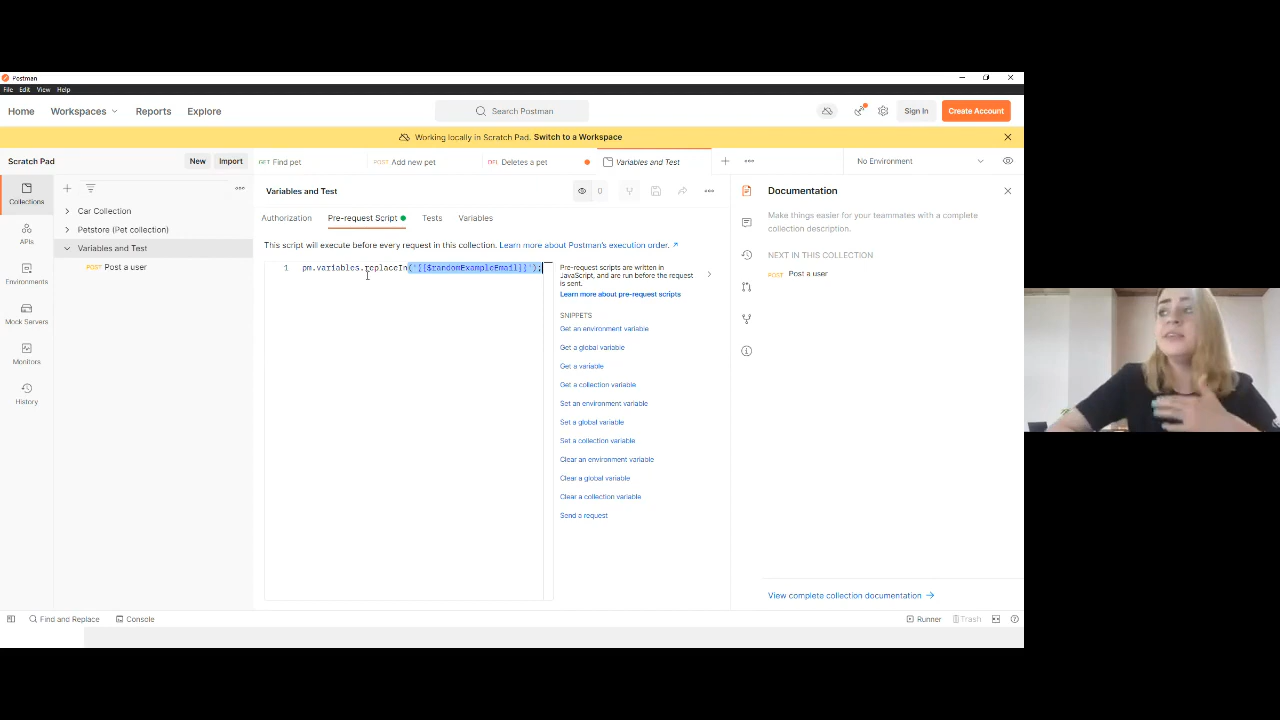 Postman
File Edit View Help
Home Workspaces Reports Explore Search Postman Sign In Create Account
Working locally in Scratch Pad. Switch to a Workspace
Scratch Pad New Import GET Find pet POST Add new pet DEL Deletes a pet Variables and Test No Environment
Collections
APIs
Environments
Mock Servers
Monitors
History
Car Collection
Petstore (Pet collection)
Variables and Test
POST Post a user
Variables and Test
Authorization Pre-request Script Tests Variables
This script will execute before every request in this collection. Learn more about Postman's execution order.
1 pm.variables.replaceIn('{{$randomExampleEmail}}');
Pre-request scripts are written in
JavaScript, and are run before the request
is sent.
Learn more about pre-request scripts
SNIPPETS
Get an environment variable
Get a global variable
Get a variable
Get a collection variable
Set an environment variable
Set a global variable
Set a collection variable
Clear an environment variable
Clear a global variable
Clear a collection variable
Send a request
Documentation
Make things easier for your teammates with a complete
collection description.
NEXT IN THIS COLLECTION
POST Post a user
View complete collection documentation
Find and Replace Console Runner Trash